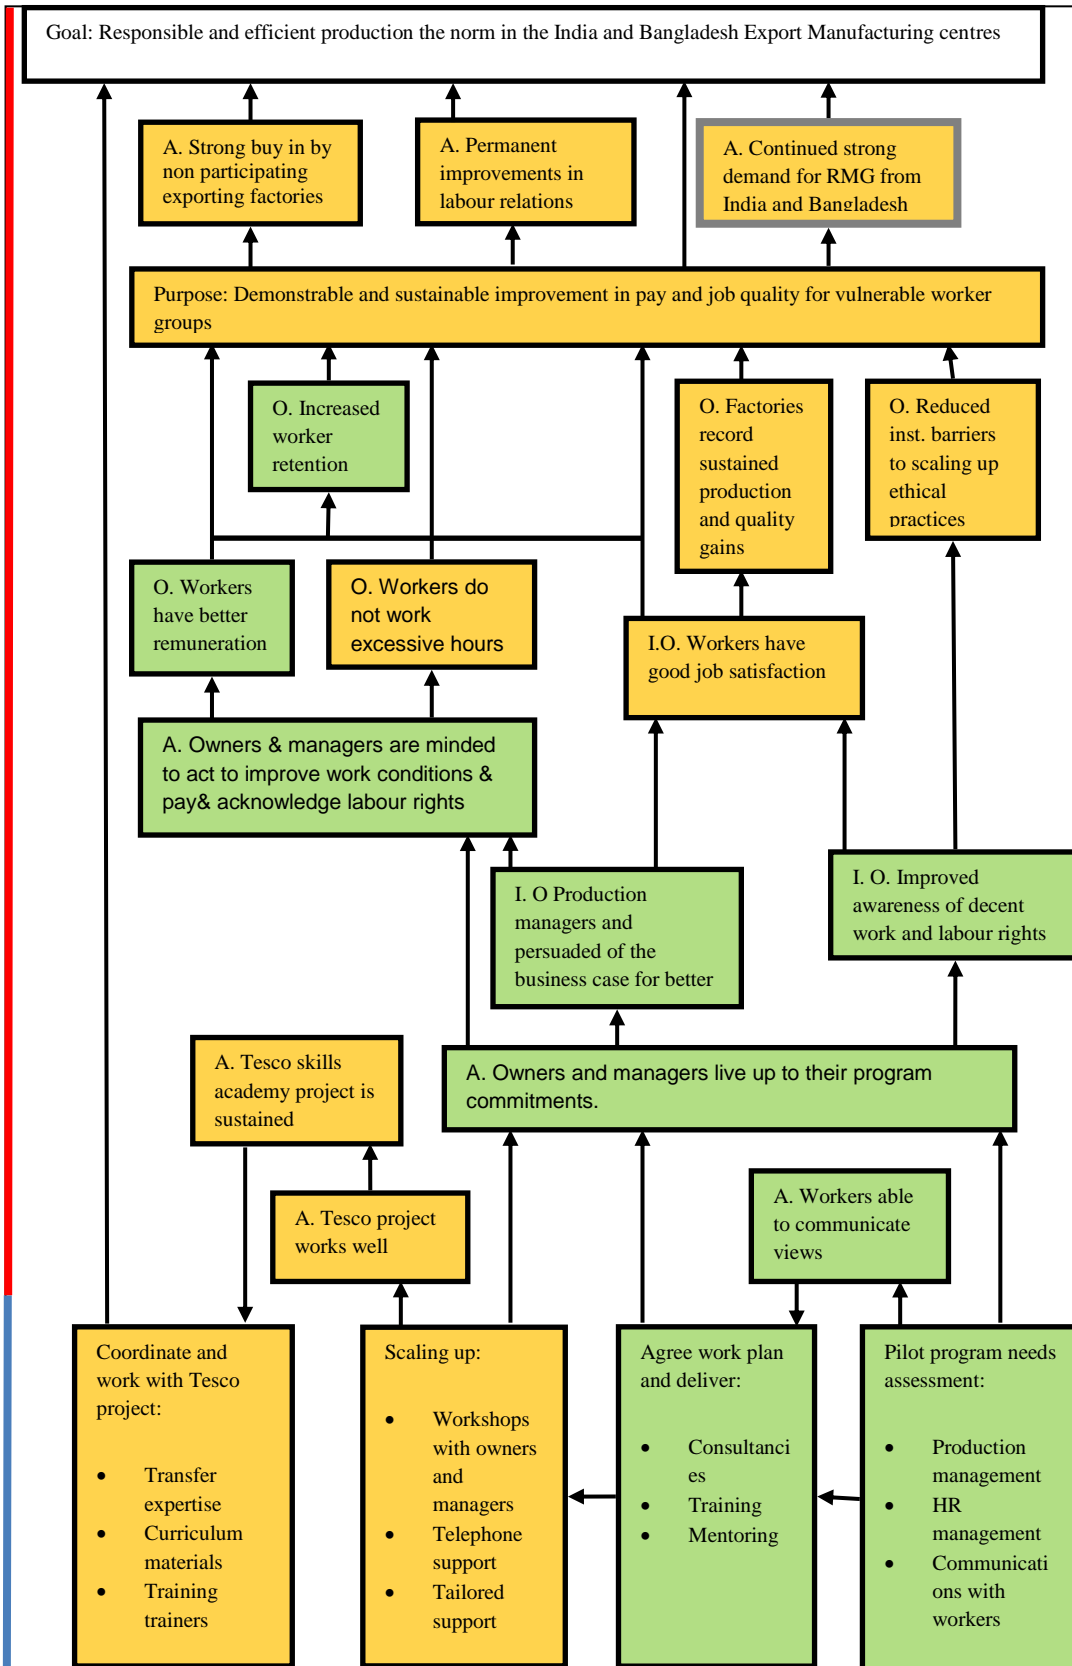 Goal: Responsible and efficient production the norm in the India and Bangladesh Export Manufacturing centres
A. Strong buy in by
non participating
exporting factories
A. Permanent
improvements in
labour relations
A. Continued strong
demand for RMG from
India and Bangladesh
Purpose: Demonstrable and sustainable improvement in pay and job quality for vulnerable worker
groups
O. Increased
worker
retention
O. Factories
record
sustained
production
and quality
gains
O. Reduced
inst. barriers
to scaling up
ethical
practices
O. Workers
have better
remuneration
O. Workers do
not work
excessive hours
I.O. Workers have
good job satisfaction
A. Owners & managers are minded
to act to improve work conditions &
pay& acknowledge labour rights
I. O Production
managers and
persuaded of the
business case for better
I. O. Improved
awareness of decent
work and labour rights
A. Tesco skills
academy project is
sustained
A. Owners and managers live up to their program
commitments.
A. Tesco project
works well
A. Workers able
to communicate
views
Coordinate and
work with Tesco
project:
• Transfer
expertise
• Curriculum
materials
• Training
trainers
Scaling up:
• Workshops
with owners
and
managers
• Telephone
support
• Tailored
support
Agree work plan
and deliver:
• Consultanci
es
• Training
• Mentoring
Pilot program needs
assessment:
• Production
management
• HR
management
• Communicati
ons with
workers